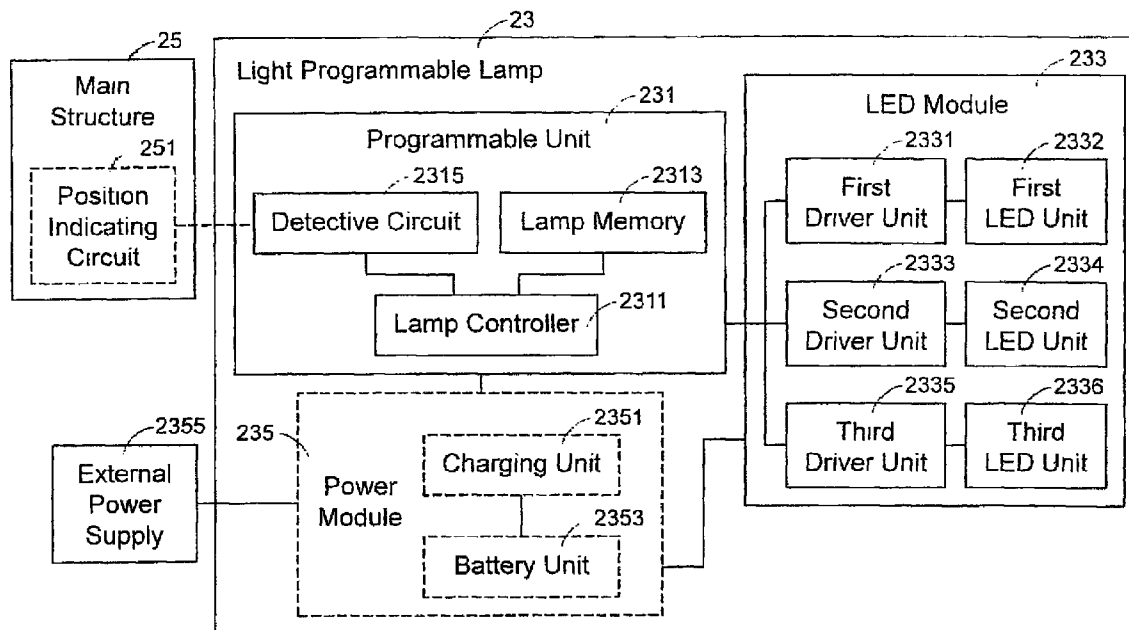 25
Main
Structure
251
Position
Indicating
Circuit
23
Light Programmable Lamp
231
Programmable Unit
2315
Detective Circuit
2313
Lamp Memory
2311
Lamp Controller
233
LED Module
2331
First
Driver Unit
2332
First
LED Unit
2333
Second
Driver Unit
2334
Second
LED Unit
2335
Third
Driver Unit
2336
Third
LED Unit
2355
External
Power
Supply
235
Power
Module
2351
Charging Unit
2353
Battery Unit